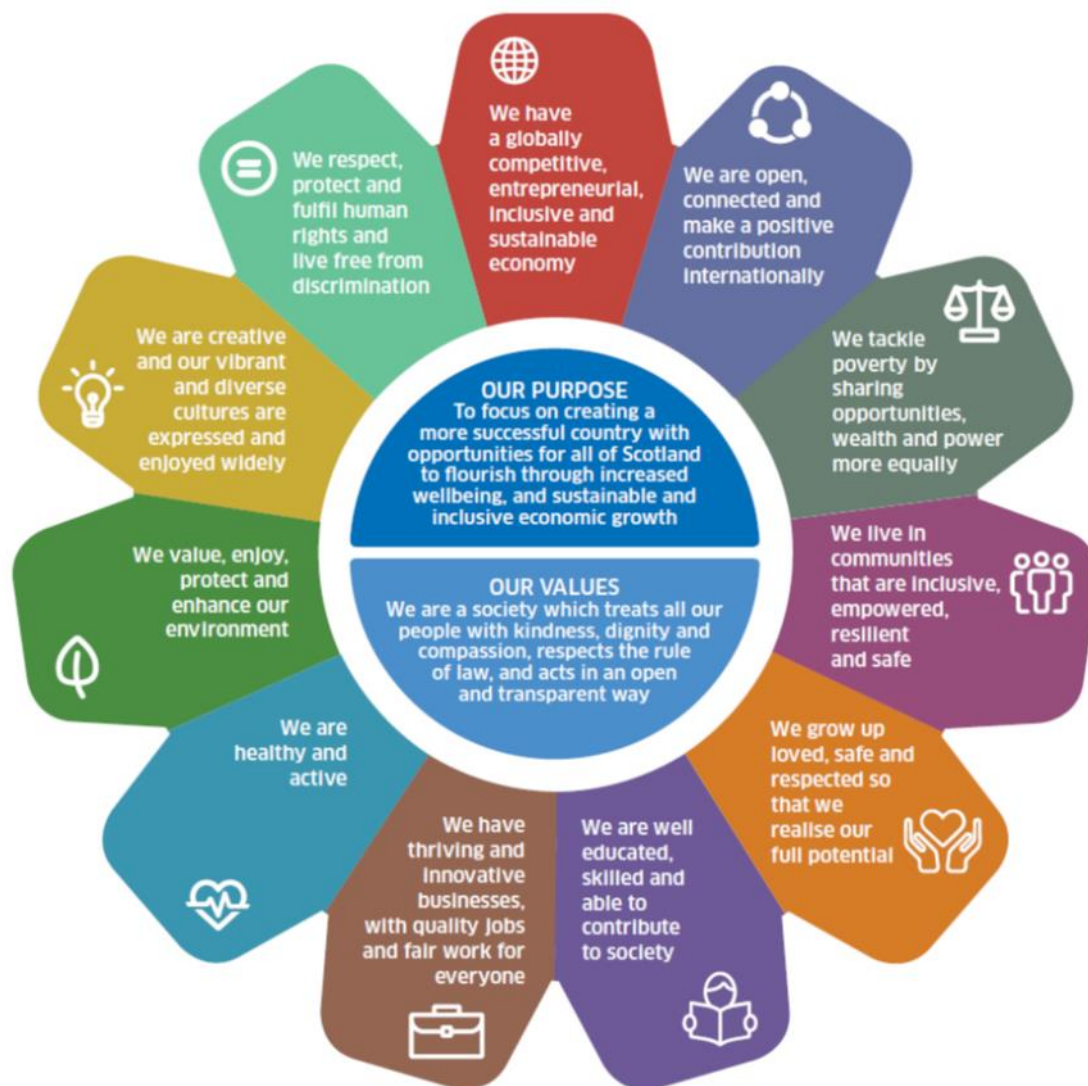 We have
a globally
competitive,
entrepreneurial,
inclusive and
sustainable
economy
We are open,
connected and
make a positive
contribution
internationally
We tackle
poverty by
sharing
opportunities,
wealth and power
more equally
We live in
communities
that are inclusive,
empowered,
resilient
and safe
We grow up
loved, safe and
respected so
that we
realise our
full potential
We are well
educated,
skilled and
able to
contribute
to society
We have
thriving and
innovative
businesses,
with quality jobs
and fair work for
everyone
We are
healthy and
active
We value, enjoy,
protect and
enhance our
environment
We are creative
and our vibrant
and diverse
cultures are
expressed and
enjoyed widely
We respect,
protect and
fulfil human
rights and
live free from
discrimination
OUR PURPOSE
To focus on creating a
more successful country with
opportunities for all of Scotland
to flourish through increased
wellbeing, and sustainable and
inclusive economic growth
OUR VALUES
We are a society which treats all our
people with kindness, dignity and
compassion, respects the rule
of law, and acts in an open
and transparent way